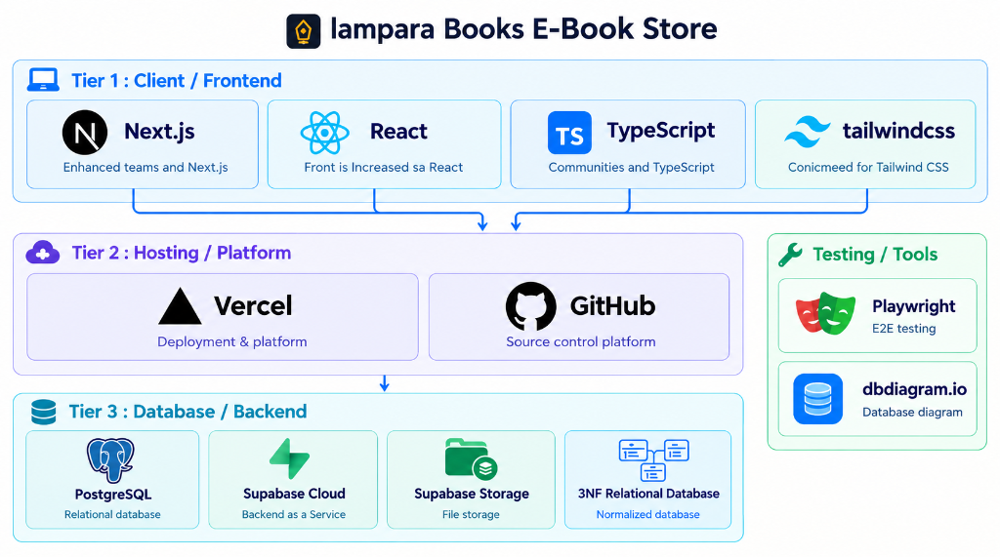 lampara Books E-Book Store
Tier 1 : Client / Frontend
Next.js
Enhanced teams and Next.js
React
Front is Increased sa React
TS
TypeScript
Communities and TypeScript
tailwindcss
Conicmeed for Tailwind CSS
Tier 2 : Hosting / Platform
Vercel
Deployment & platform
GitHub
Source control platform
Testing / Tools
Playwright
E2E testing
dbdiagram.io
Database diagram
Tier 3 : Database / Backend
PostgreSQL
Relational database
Supabase Cloud
Backend as a Service
Supabase Storage
File storage
3NF Relational Database
Normalized database